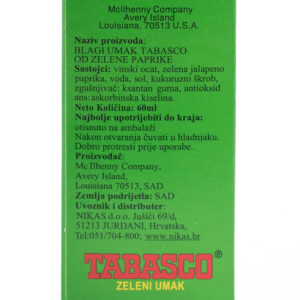 McIlhenny Company
Avery Island
Louisiana, 70513 U.S.A.
Naziv proizvoda:
BLAGI UMAK TABASCO
OD ZELENE PAPRIKE
Sastojci: vinski ocat, zelena jalapeno
paprika, voda, sol, kukuruzni škrob,
zgušnjivač: ksantan guma, antioksid
ans:askorbinska kiselina.
Neto Količina: 60ml
Najbolje upotrijebiti do kraja:
otisnuto na ambalaži
Nakon otvaranja čuvati u hladnjaku.
Dobro protresti prije uporabe.
Proizvođač:
Mc Ilhenny Company,
Avery Island,
Louisiana 70513, SAD
Zemlja podrijetla: SAD
Uvoznik i distributer:
NIKAS d.o.o. Jušići 69/d,
51213 JURDANI, Hrvatska,
Tel:051/704-800; www.nikas.hr
TABASCO®
ZELENI UMAK